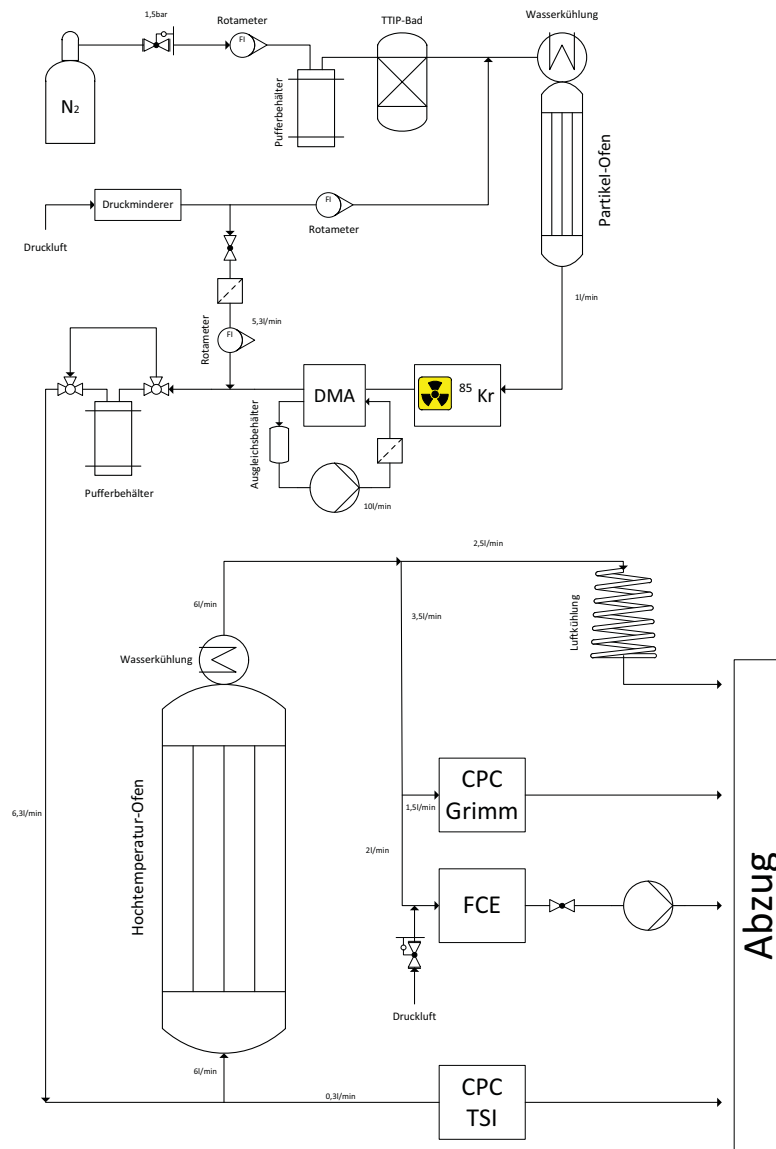 1,5bar
Rotameter
FI
TTIP-Bad
Wasserkühlung
N2
Pufferbehälter
Partikel-Ofen
Druckminderer
FI
Rotameter
Druckluft
1l/min
Rotameter
FI
5,3l/min
DMA
85 Kr
Ausgleichsbehälter
10l/min
Pufferbehälter
2,5l/min
6l/min
3,5l/min
Luftkühlung
Wasserkühlung
Hochtemperatur-Ofen
6,3l/min
CPC
Grimm
1,5l/min
2l/min
FCE
Abzug
Druckluft
6l/min
0,3l/min
CPC
TSI